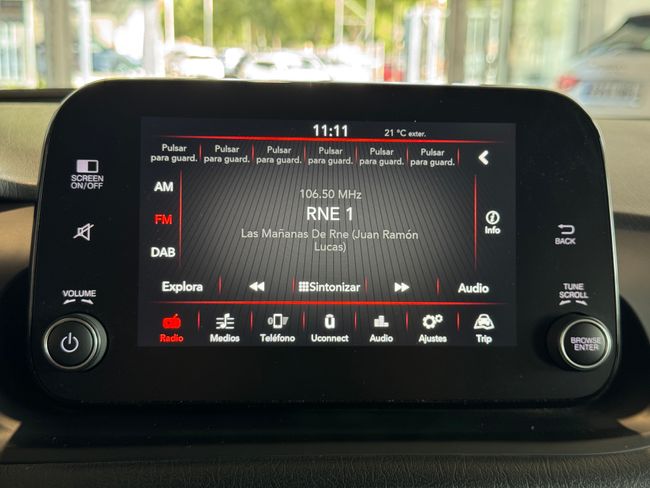 11:11
21 °C exter.
Pulsar para guard.
Pulsar para guard.
Pulsar para guard.
Pulsar para guard.
Pulsar para guard.
Pulsar para guard.
SCREEN
ON/OFF
AM
FM
DAB
106.50 MHz
RNE 1
Las Mañanas De Rne (Juan Ramón
Lucas)
Info
BACK
Explora
Sintonizar
Audio
VOLUME
TUNE
SCROLL
BROWSE
ENTER
Radio
Medios
Teléfono
Uconnect
Audio
Ajustes
Trip